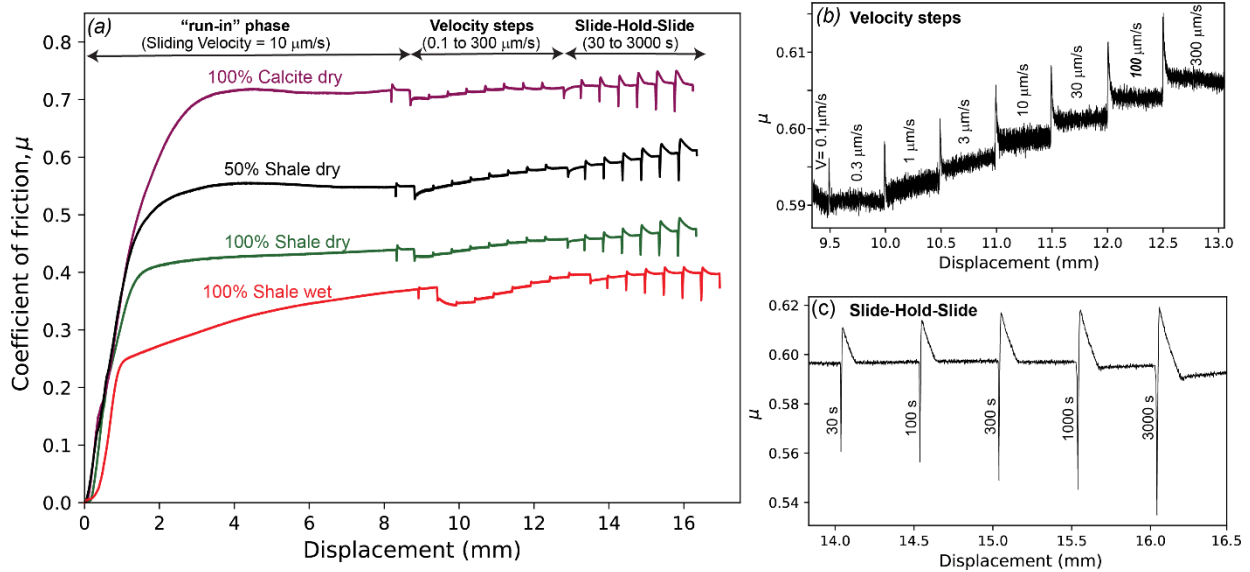 (a)
"run-in" phase
(Sliding Velocity = 10 μm/s)
Velocity steps
(0.1 to 300 μm/s)
Slide-Hold-Slide
(30 to 3000 s)
100% Calcite dry
50% Shale dry
100% Shale dry
100% Shale wet
Coefficient of friction, μ
0.8
0.7
0.6
0.5
0.4
0.3
0.2
0.1
0.0
0 2 4 6 8 10 12 14 16
Displacement (mm)
(b) Velocity steps
V= 0.1μm/s
0.3 μm/s
1 μm/s
3 μm/s
10 μm/s
30 μm/s
100 μm/s
300 μm/s
μ
0.61
0.60
0.59
9.5 10.0 10.5 11.0 11.5 12.0 12.5 13.0
Displacement (mm)
(c) Slide-Hold-Slide
30 s
100 s
300 s
1000 s
3000 s
μ
0.62
0.60
0.58
0.56
0.54
14.0 14.5 15.0 15.5 16.0 16.5
Displacement (mm)